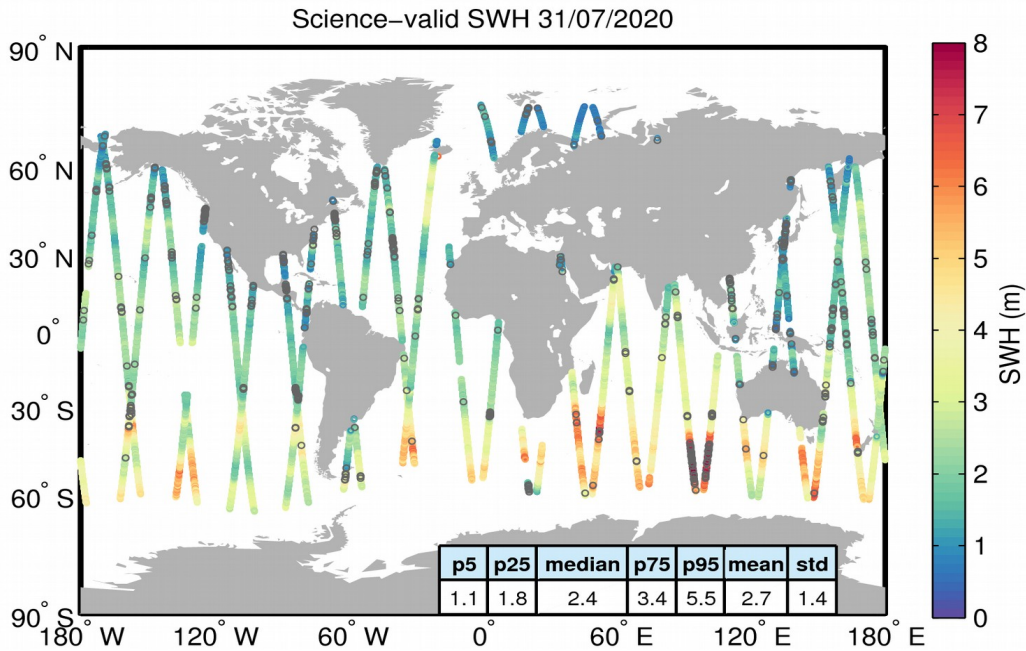 Science−valid SWH 31/07/2020
90° N
60° N
30° N
0°
30° S
60° S
90° S
180° W
120° W
60° W
0°
60° E
120° E
180° E
p5 p25 median p75 p95 mean std
1.1 1.8 2.4 3.4 5.5 2.7 1.4
8
7
6
5
4
3
2
1
0
SWH (m)